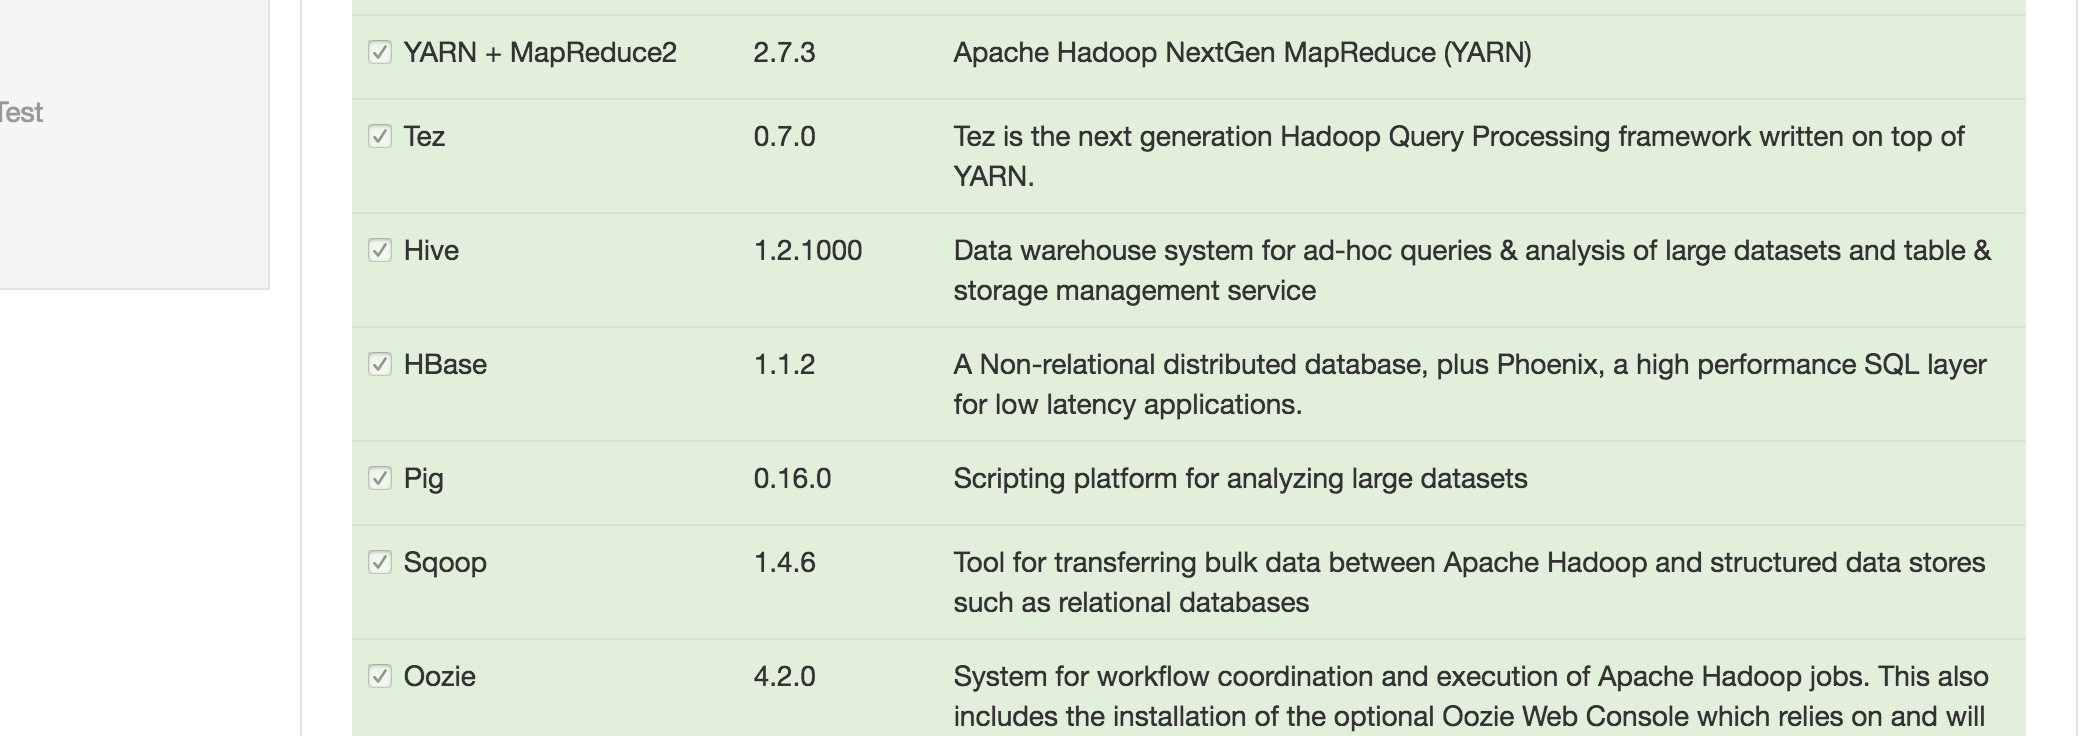 Test
YARN + MapReduce2 2.7.3 Apache Hadoop NextGen MapReduce (YARN)
Tez 0.7.0 Tez is the next generation Hadoop Query Processing framework written on top of
YARN.
Hive 1.2.1000 Data warehouse system for ad-hoc queries & analysis of large datasets and table &
storage management service
HBase 1.1.2 A Non-relational distributed database, plus Phoenix, a high performance SQL layer
for low latency applications.
Pig 0.16.0 Scripting platform for analyzing large datasets
Sqoop 1.4.6 Tool for transferring bulk data between Apache Hadoop and structured data stores
such as relational databases
Oozie 4.2.0 System for workflow coordination and execution of Apache Hadoop jobs. This also
includes the installation of the optional Oozie Web Console which relies on and will